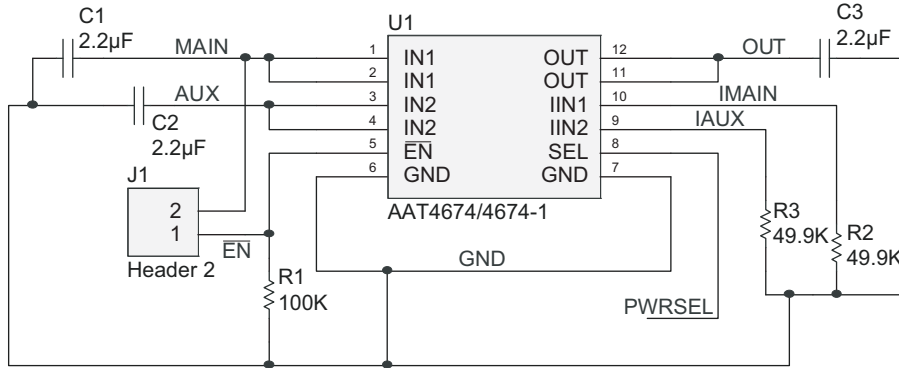 C1
2.2µF
MAIN
AUX
C2
2.2µF
J1
2
1
Header 2
E̅N̅
R1
100K
U1
1 IN1
2 IN1
3 IN2
4 IN2
5 E̅N̅
6 GND
OUT 12
OUT 11
IIN1 10
IIN2 9
SEL 8
GND 7
AAT4674/4674-1
GND
PWRSEL
OUT
C3
2.2µF
IMAIN
IAUX
R3
49.9K
R2
49.9K